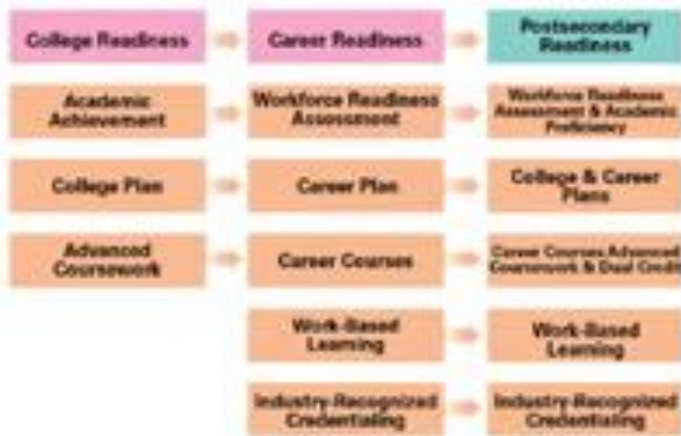 College Readiness
Career Readiness
Postsecondary
Readiness
Academic
Achievement
Workforce Readiness
Assessment
Workforce Readiness
Assessment & Academic
Proficiency
College Plan
Career Plan
College & Career
Plans
Advanced
Coursework
Career Courses
Career Courses Advanced
Coursework & Dual Credit
Work-Based
Learning
Work-Based
Learning
Industry-Recognized
Credentialing
Industry-Recognized
Credentialing